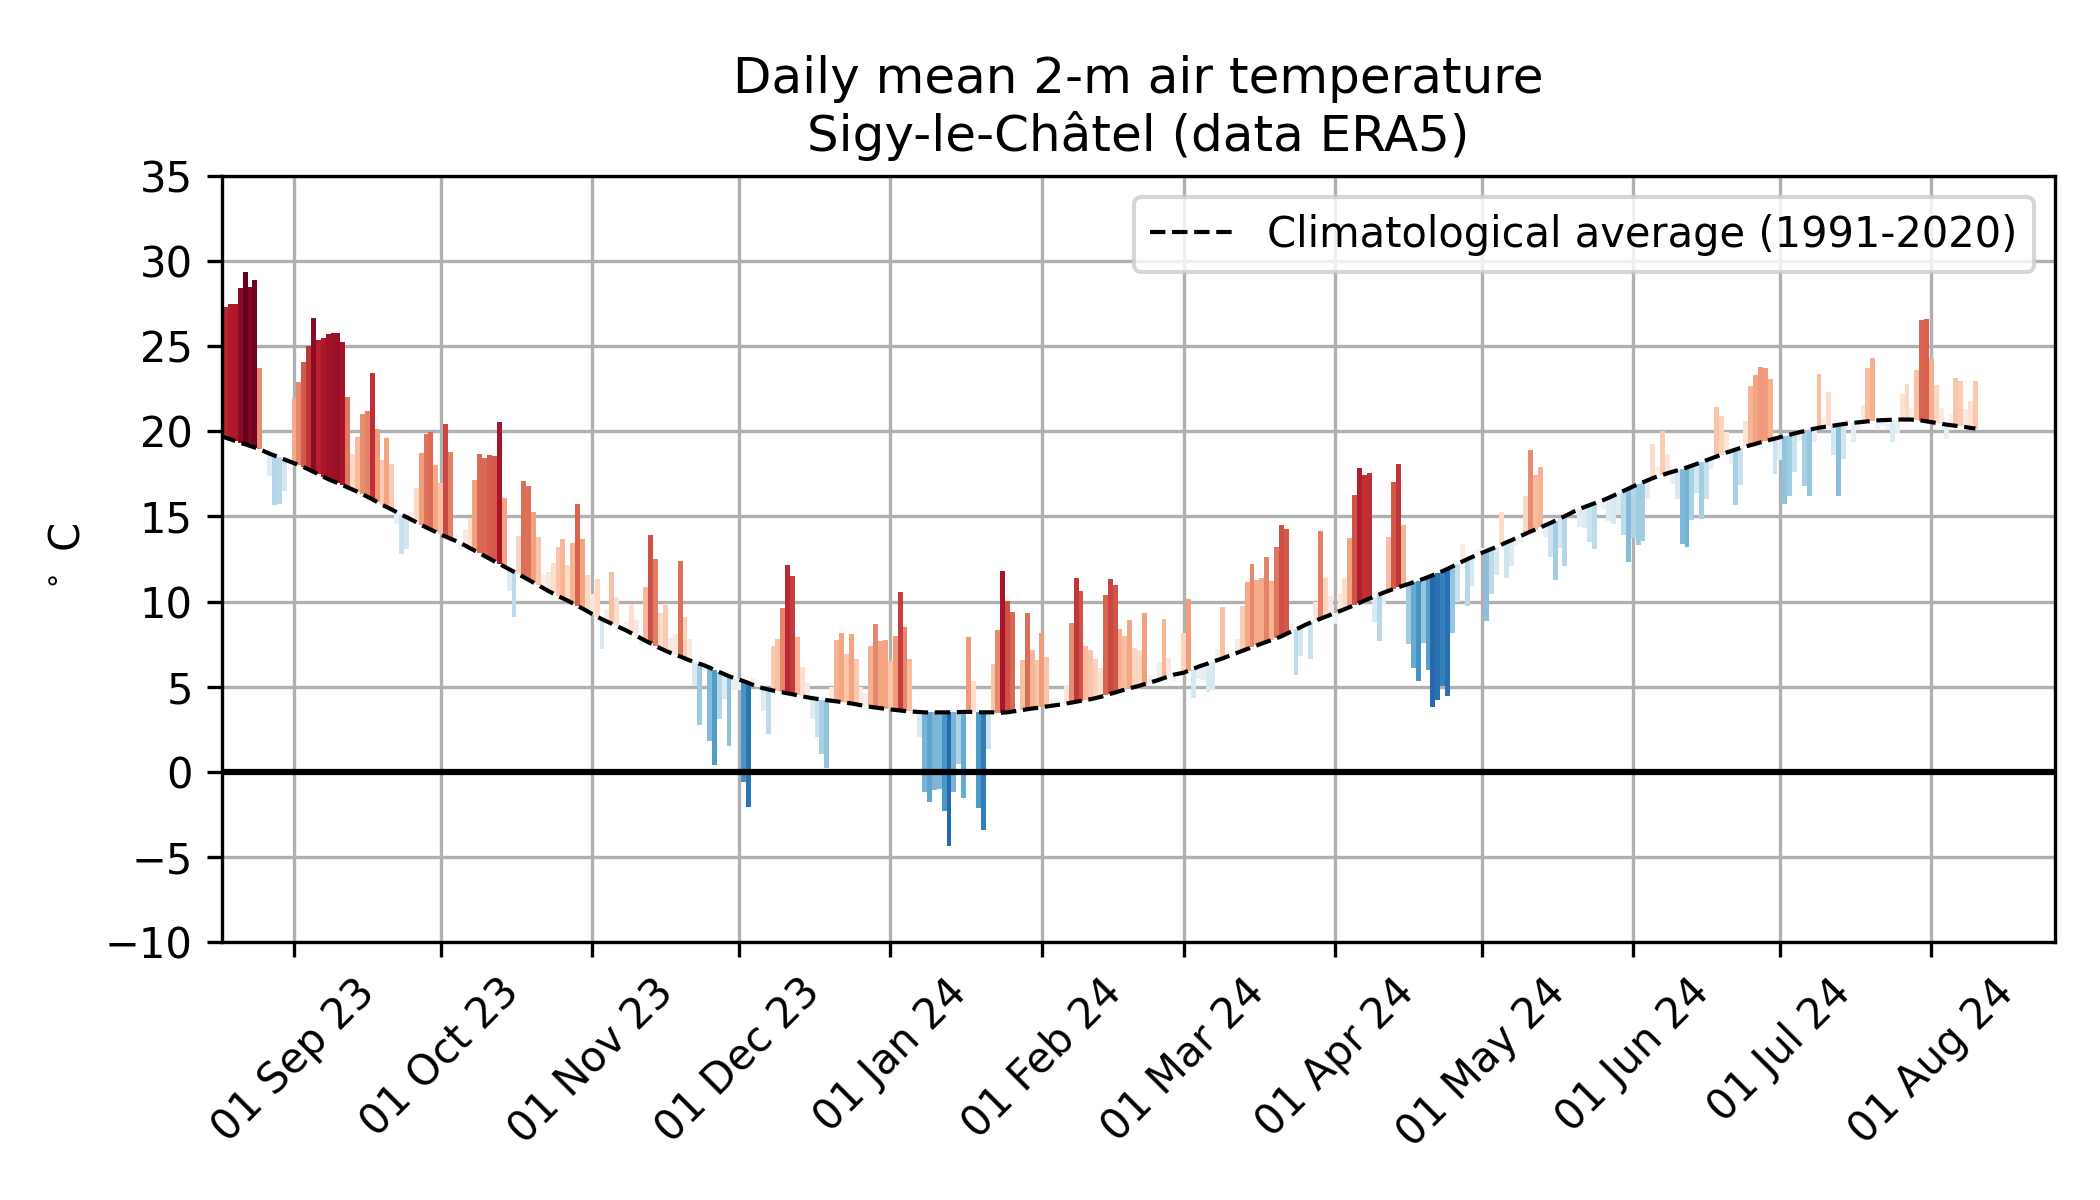 Daily mean 2-m air temperature
Sigy-le-Châtel (data ERA5)
Climatological average (1991-2020)
35
30
25
20
15
10
5
0
−5
−10
° C
01 Sep 23
01 Oct 23
01 Nov 23
01 Dec 23
01 Jan 24
01 Feb 24
01 Mar 24
01 Apr 24
01 May 24
01 Jun 24
01 Jul 24
01 Aug 24